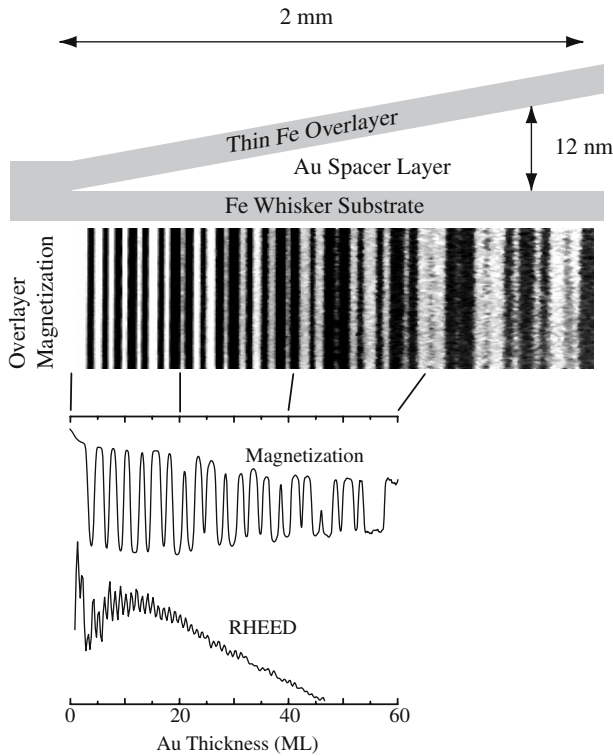 2 mm
Thin Fe Overlayer
12 nm
Au Spacer Layer
Fe Whisker Substrate
Overlayer
Magnetization
Magnetization
RHEED
0 20 40 60
Au Thickness (ML)